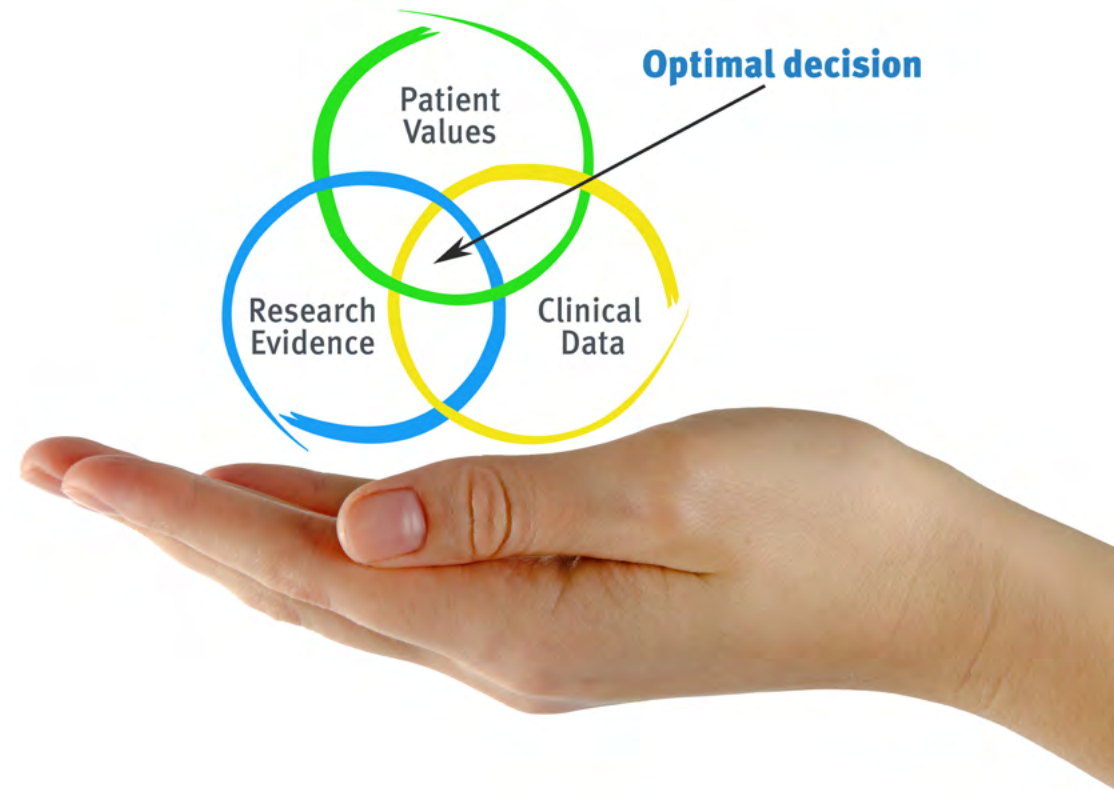 Optimal decision
Patient
Values
Research
Evidence
Clinical
Data